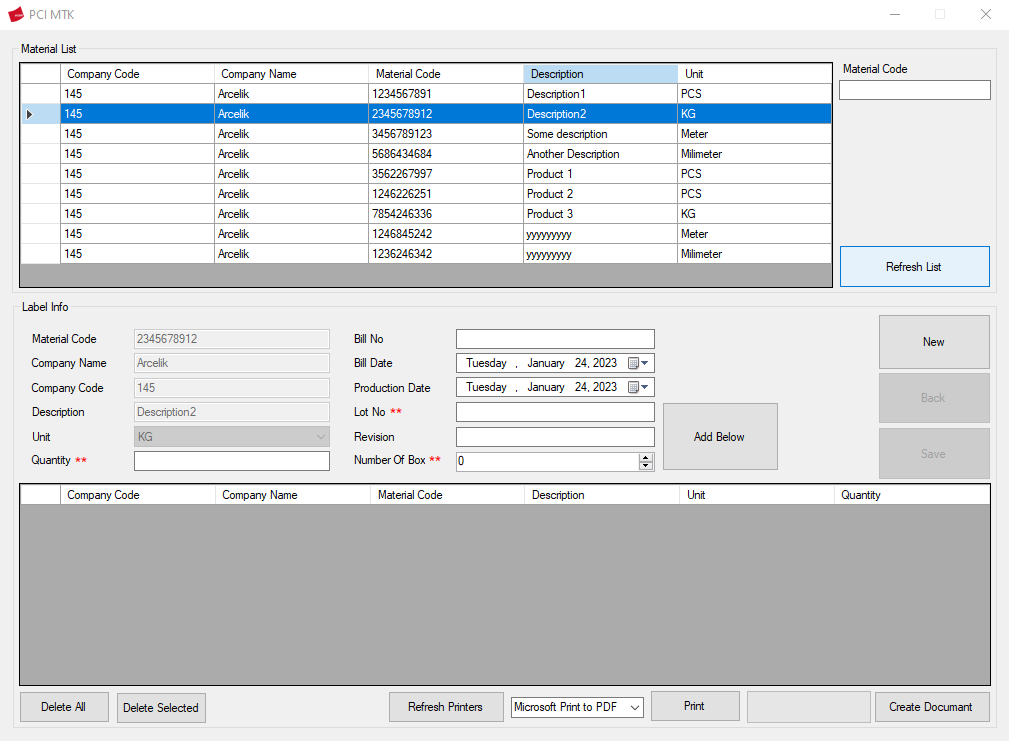 PCI MTK
Material List
Company Code Company Name Material Code Description Unit
145 Arcelik 1234567891 Description1 PCS
145 Arcelik 2345678912 Description2 KG
145 Arcelik 3456789123 Some description Meter
145 Arcelik 5686434684 Another Description Milimeter
145 Arcelik 3562267997 Product 1 PCS
145 Arcelik 1246226251 Product 2 PCS
145 Arcelik 7854246336 Product 3 KG
145 Arcelik 1246845242 yyyyyyyyy Meter
145 Arcelik 1236246342 yyyyyyyyy Milimeter
Material Code
Refresh List
Label Info
Material Code 2345678912
Company Name Arcelik
Company Code 145
Description Description2
Unit KG
Quantity **
Bill No
Bill Date Tuesday , January 24, 2023
Production Date Tuesday , January 24, 2023
Lot No **
Revision
Number Of Box ** 0
Add Below
New
Back
Save
Company Code Company Name Material Code Description Unit Quantity
Delete All Delete Selected Refresh Printers Microsoft Print to PDF Print Create Documant